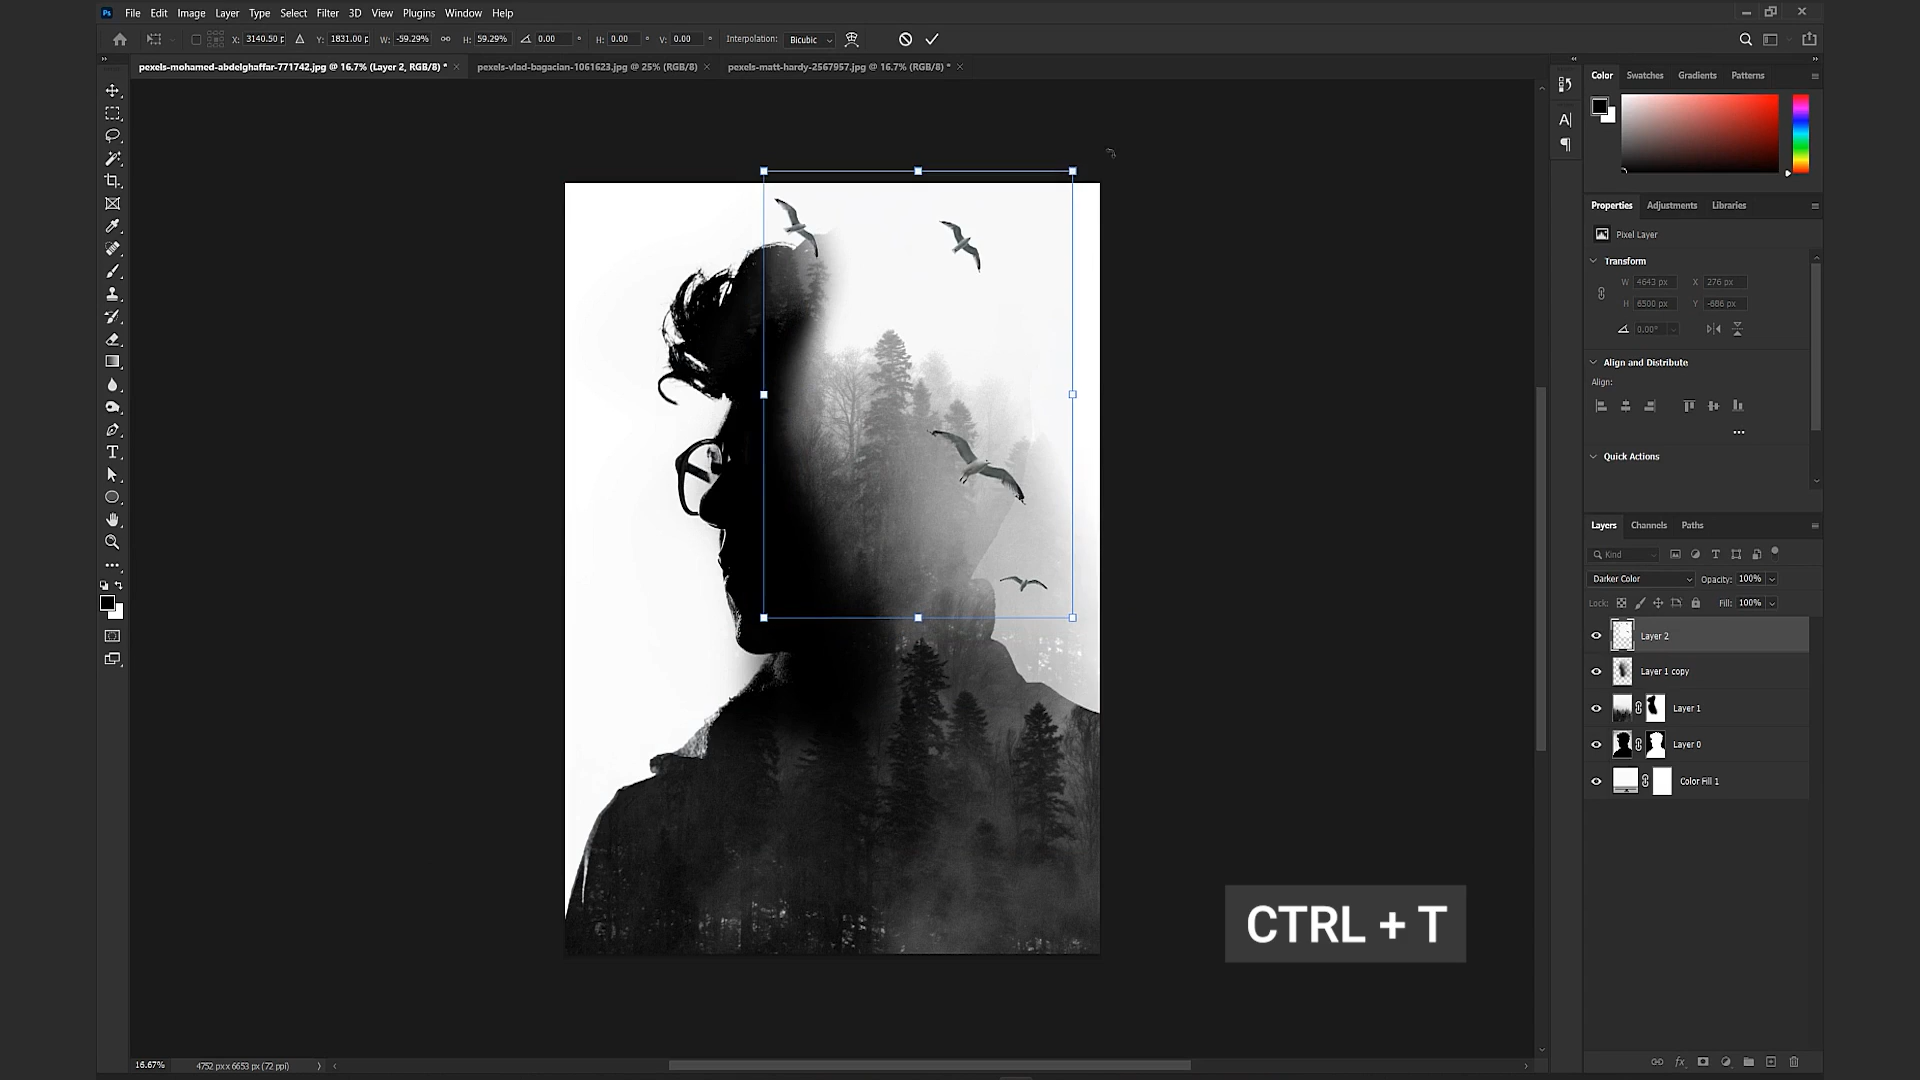 Ps File Edit Image Layer Type Select Filter 3D View Plugins Window Help
X: 3140.50 p Y: 1831.00 p W: -59.29% H: 59.29% 0.00 ° H: 0.00 ° V: 0.00 ° Interpolation: Bicubic
pexels-mohamed-abdelghaffar-771742.jpg @ 16.7% (Layer 2, RGB/8) * × pexels-vlad-bagacian-1061623.jpg @ 25% (RGB/8) × pexels-matt-hardy-2567957.jpg @ 16.7% (RGB/8) * ×
Color Swatches Gradients Patterns
Properties Adjustments Libraries
Pixel Layer
Transform
W 4643 px X 276 px
H 6500 px Y -686 px
0.00°
Align and Distribute
Align:
Quick Actions
Layers Channels Paths
Kind
Darker Color Opacity: 100%
Lock: Fill: 100%
Layer 2
Layer 1 copy
Layer 1
Layer 0
Color Fill 1
CTRL + T
16.67% 4752 px x 6653 px (72 ppi)